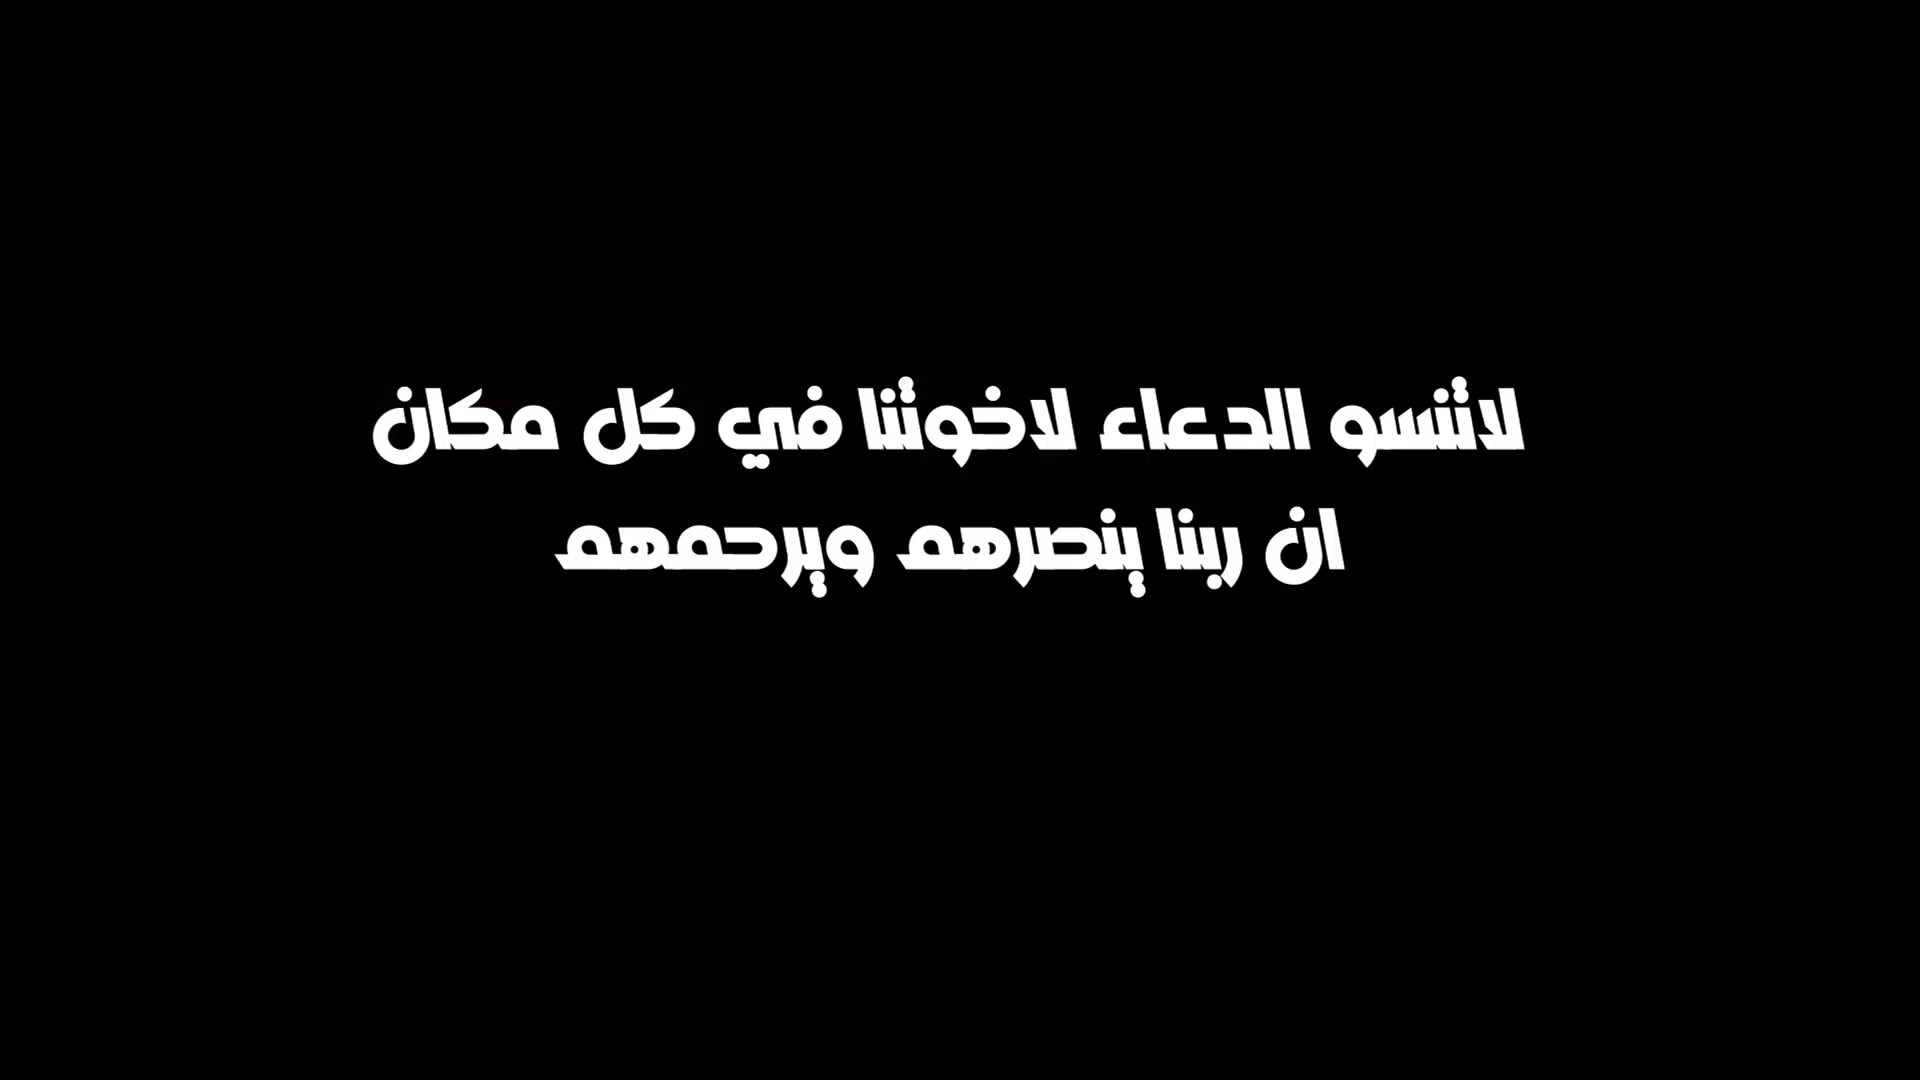 لاتنسو الدعاء لاخوتنا في كل مكان
ان ربنا ينصرهم ويرحمهم